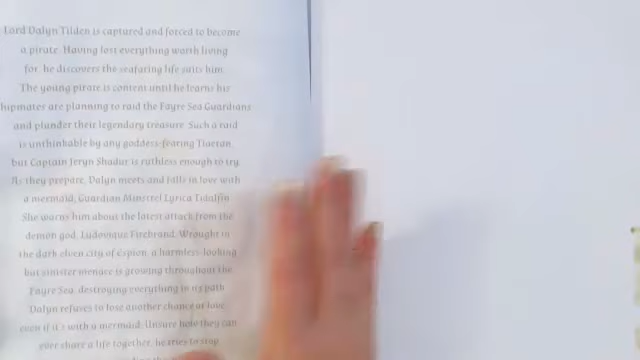 Lord Dalyn Tilden is captured and forced to become
a pirate. Having lost everything worth living
for, he discovers the seafaring life suits him.
The young pirate is content until he learns his
shipmates are planning to raid the Fayre Sea Guardians
and plunder their legendary treasure. Such a raid
is unthinkable by any goddess-fearing
but Captain Jeryn Shadar is ruthless enough to try.
As they prepare, Dalyn meets and falls in love with
a mermaid, Guardian Minstrel Lyrica
She warns him about the latest attack from the
demon god, Ludovique Firebrand. Wrought in
the dark elven city of Espion, a harmless-looking
but sinister menace is growing throughout the
Fayre Sea, destroying everything in its path.
Dalyn refuses to lose another chance at love
even if it's with a mermaid. Unsure how they can
ever share a life together, he tries to stop